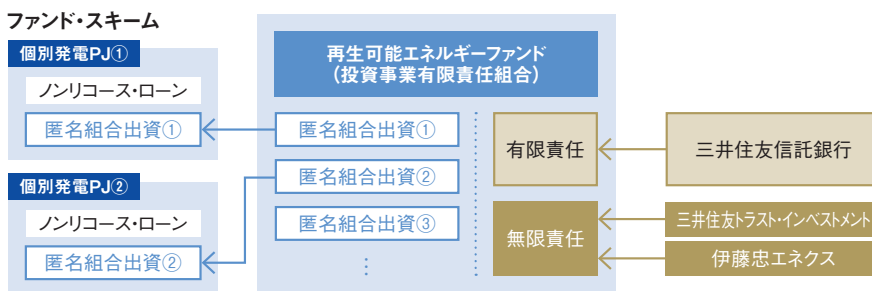 ファンド・スキーム
個別発電PJ①
ノンリコース・ローン
匿名組合出資①
個別発電PJ②
ノンリコース・ローン
匿名組合出資②
再生可能エネルギーファンド
（投資事業有限責任組合）
匿名組合出資①
匿名組合出資②
匿名組合出資③
⋮
有限責任
無限責任
三井住友信託銀行
三井住友トラスト・インベストメント
伊藤忠エネクス